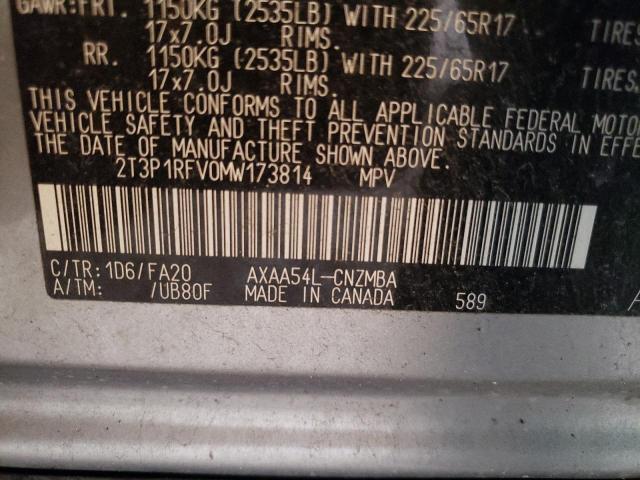 GAWR:FRT. 1150KG (2535LB) WITH 225/65R17 TIRES
17x7.0J RIMS.
RR. 1150KG (2535LB) WITH 225/65R17 TIRES.
17x7.0J RIMS.
THIS VEHICLE CONFORMS TO ALL APPLICABLE FEDERAL MOTO
VEHICLE SAFETY AND THEFT PREVENTION STANDARDS IN EFFE
THE DATE OF MANUFACTURE SHOWN ABOVE.
2T3P1RFV0MW173814 MPV
C/TR: 1D6/FA20 AXAA54L-CNZMBA
A/TM: /UB80F MADE IN CANADA 589